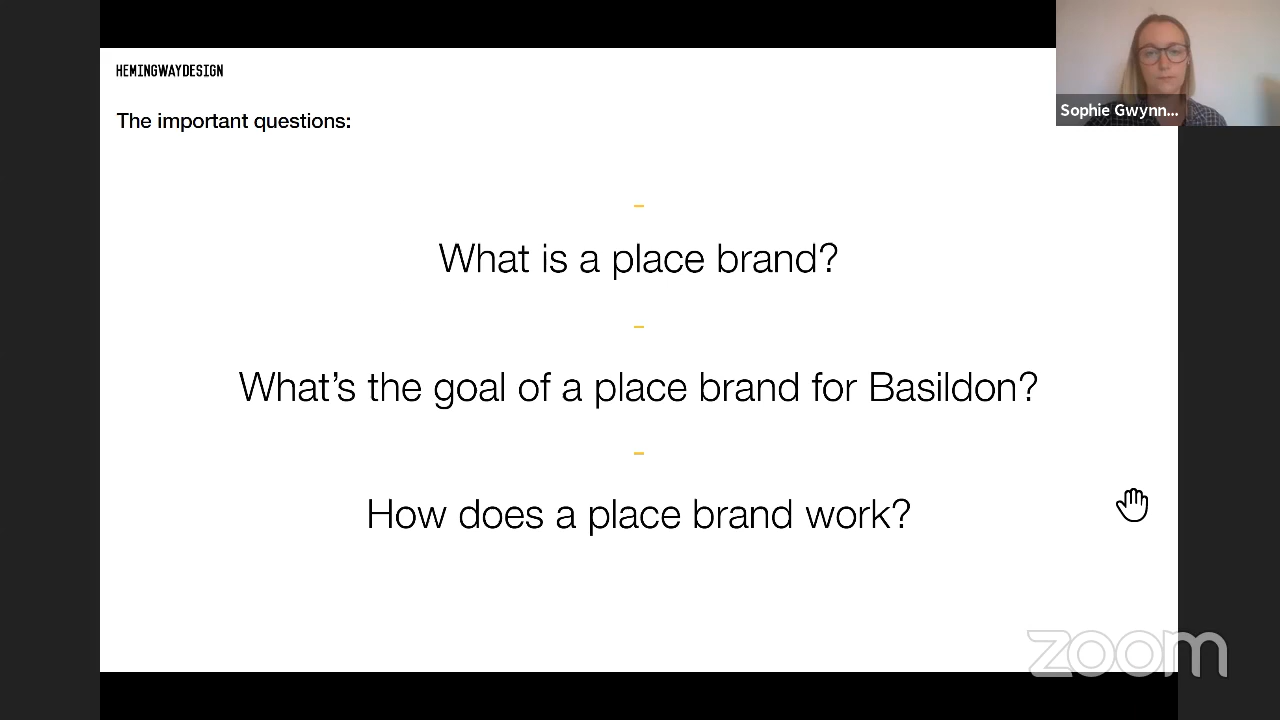 HEMINGWAYDESIGN
The important questions:
Sophie Gwynn...
What is a place brand?
What’s the goal of a place brand for Basildon?
How does a place brand work?
zoom